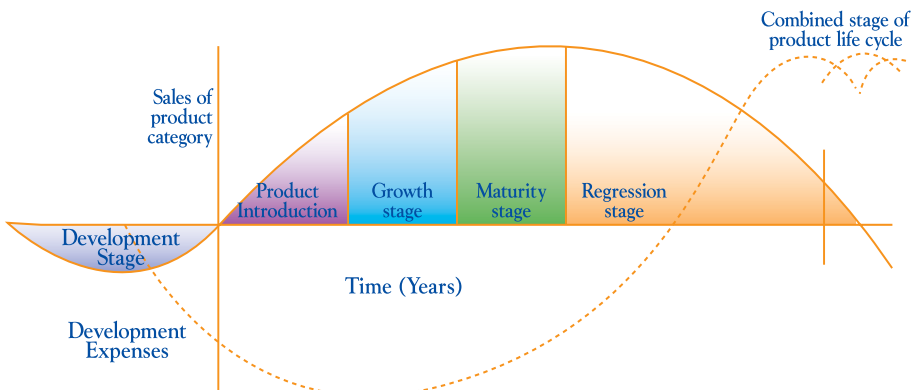 Combined stage of
product life cycle
Sales of
product
category
Product
Introduction
Growth
stage
Maturity
stage
Regression
stage
Development
Stage
Time (Years)
Development
Expenses